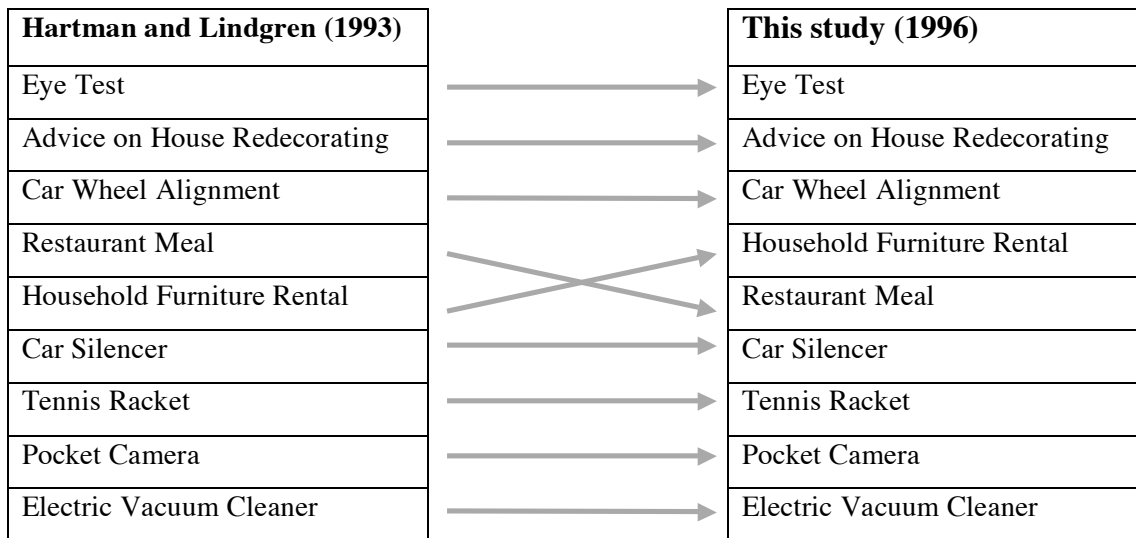 Hartman and Lindgren (1993)
Eye Test
Advice on House Redecorating
Car Wheel Alignment
Restaurant Meal
Household Furniture Rental
Car Silencer
Tennis Racket
Pocket Camera
Electric Vacuum Cleaner
This study (1996)
Eye Test
Advice on House Redecorating
Car Wheel Alignment
Household Furniture Rental
Restaurant Meal
Car Silencer
Tennis Racket
Pocket Camera
Electric Vacuum Cleaner